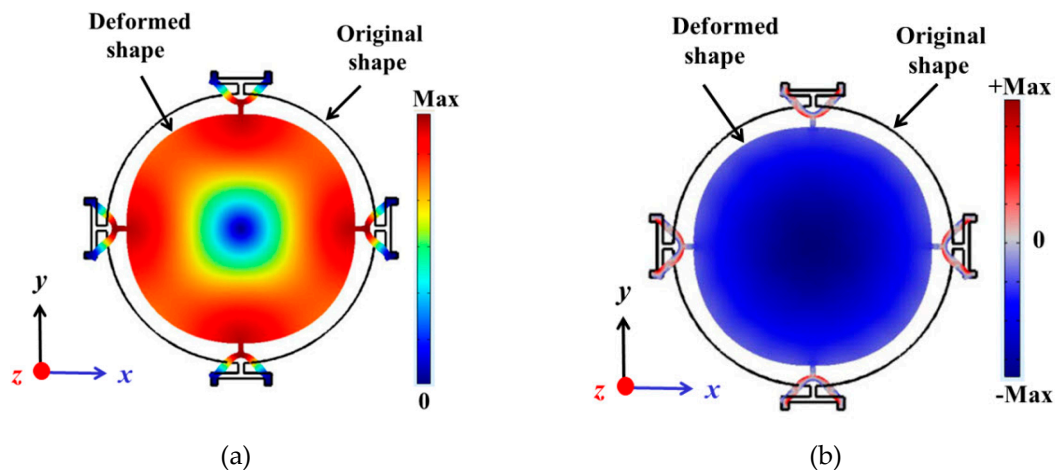 Deformed
shape
Original
shape
Max
0
y
z
x
(a)
Deformed
shape
Original
shape
+Max
0
-Max
y
z
x
(b)